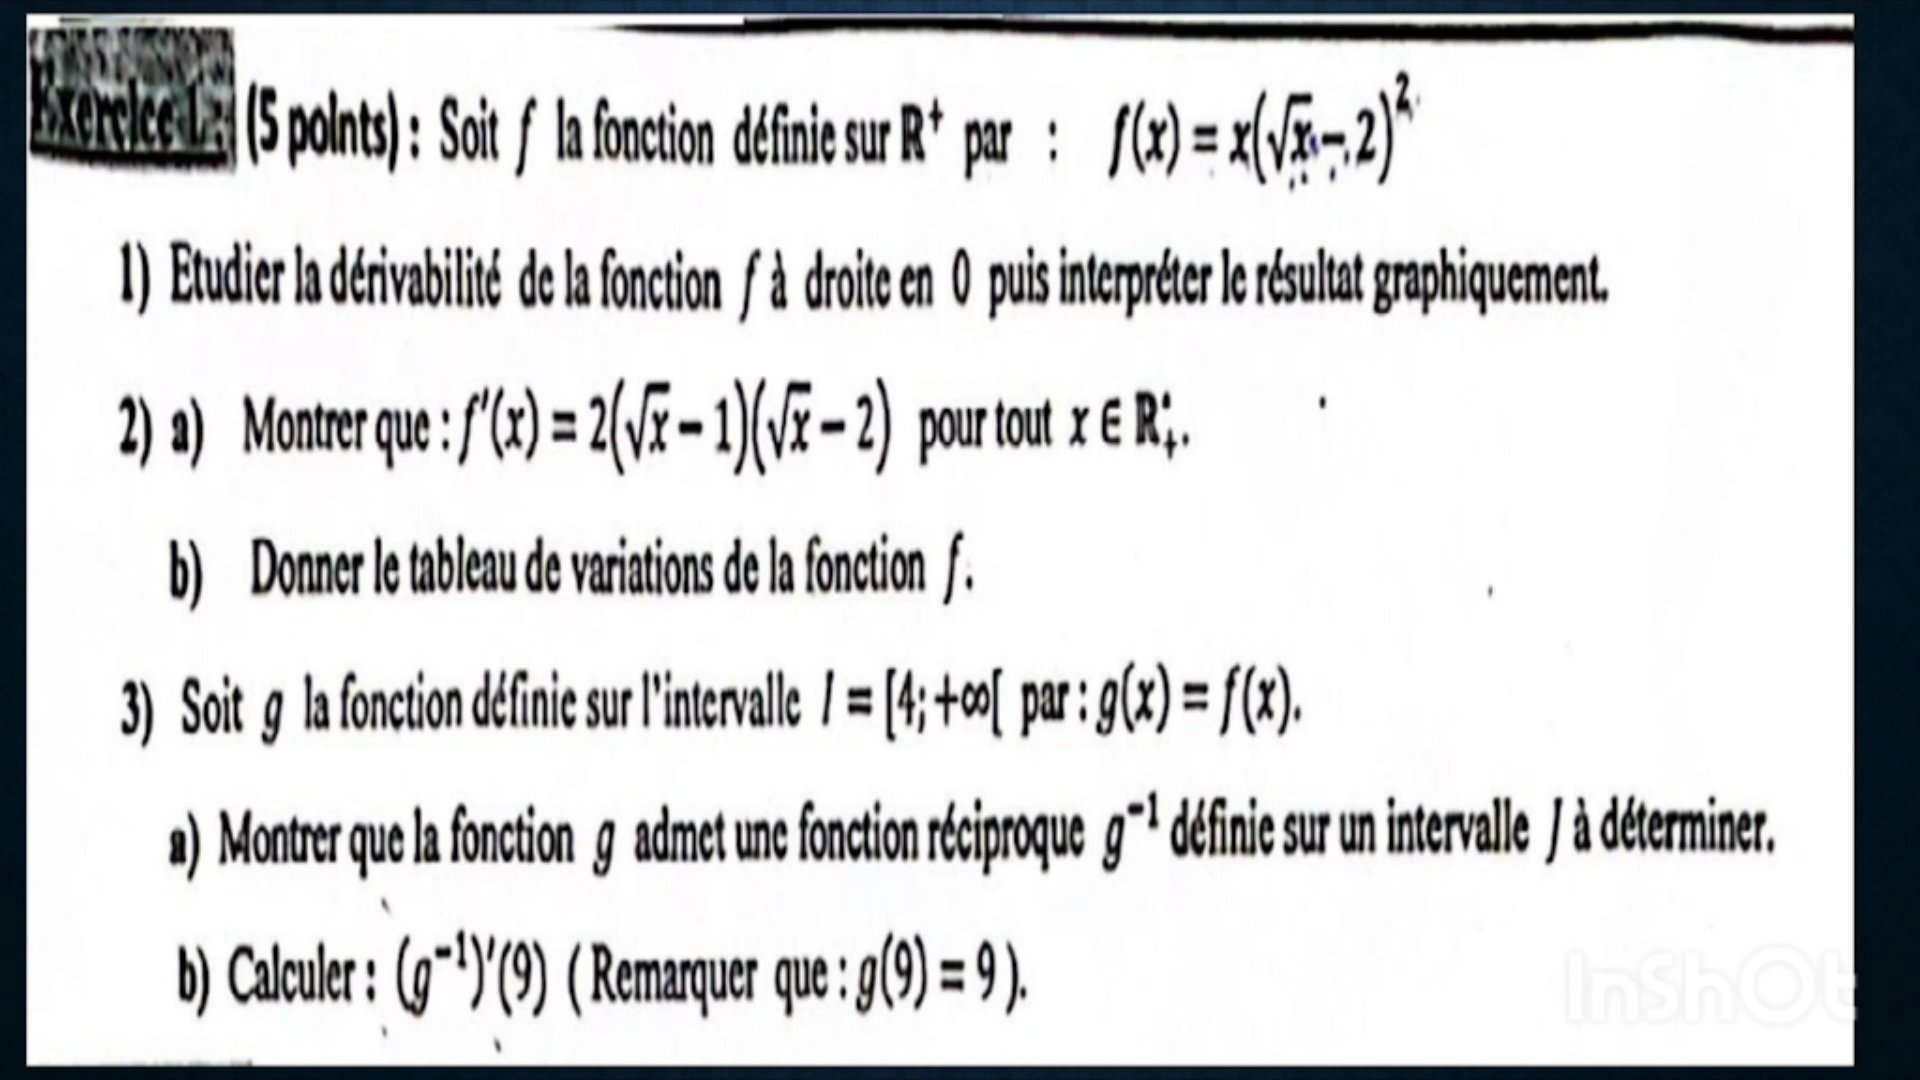 Exercice 1 : (5 points) : Soit f la fonction définie sur R⁺ par : f(x) = x(√x − 2)²
1) Etudier la dérivabilité de la fonction f à droite en 0 puis interpréter le résultat graphiquement.
2) a) Montrer que : f′(x) = 2(√x − 1)(√x − 2) pour tout x ∈ R₊*.
b) Donner le tableau de variations de la fonction f.
3) Soit g la fonction définie sur l'intervalle I = [4; +∞[ par : g(x) = f(x).
a) Montrer que la fonction g admet une fonction réciproque g⁻¹ définie sur un intervalle J à déterminer.
b) Calculer : (g⁻¹)′(9) ( Remarquer que : g(9) = 9 ).
InShOt